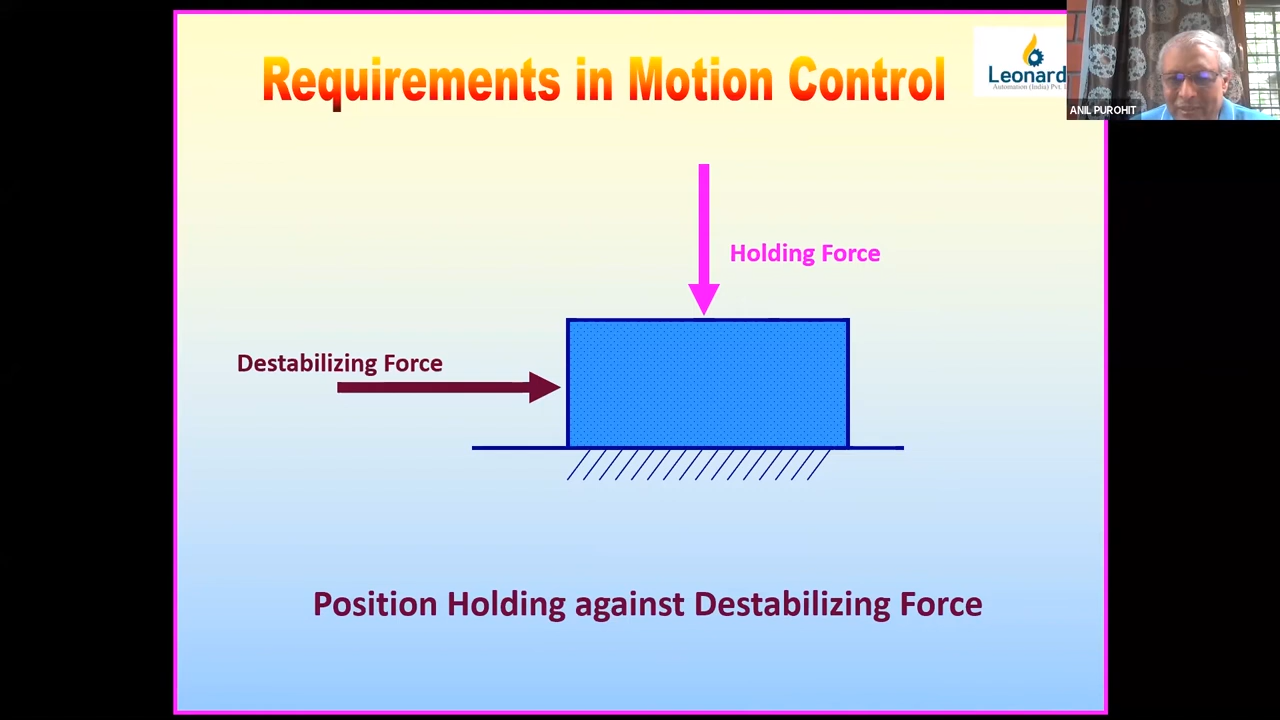 Requirements in Motion Control
Leonard
Automation (India) Pvt.
ANIL PUROHIT
Holding Force
Destabilizing Force
Position Holding against Destabilizing Force